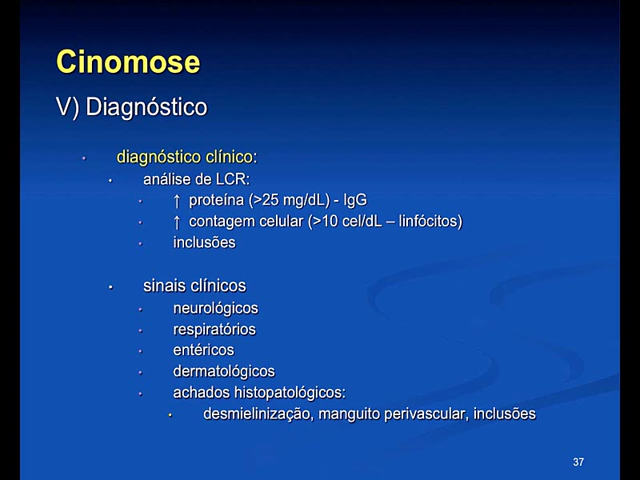 Cinomose
V) Diagnóstico
• diagnóstico clínico:
• análise de LCR:
• ↑ proteína (>25 mg/dL) - IgG
• ↑ contagem celular (>10 cel/dL – linfócitos)
• inclusões
• sinais clínicos
• neurológicos
• respiratórios
• entéricos
• dermatológicos
• achados histopatológicos:
• desmielinização, manguito perivascular, inclusões
37